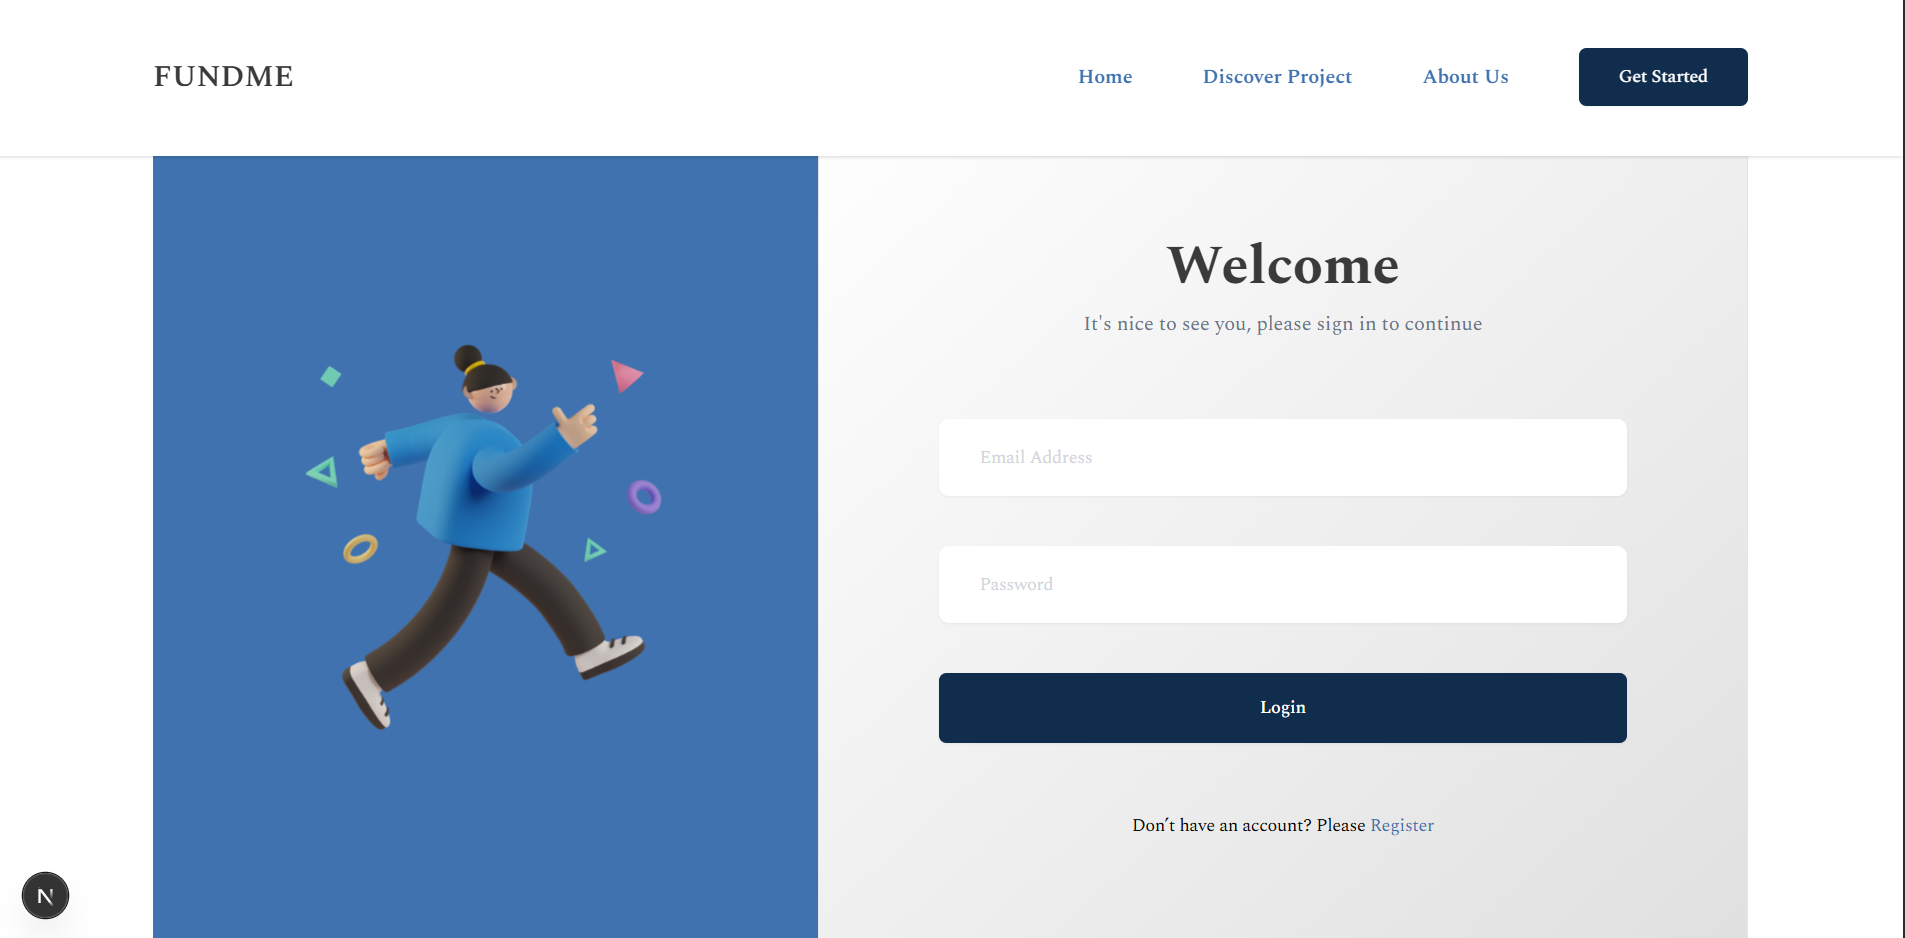 FUNDME
Home
Discover Project
About Us
Get Started
Welcome
It's nice to see you, please sign in to continue
Email Address
Password
Login
Don’t have an account? Please Register
N